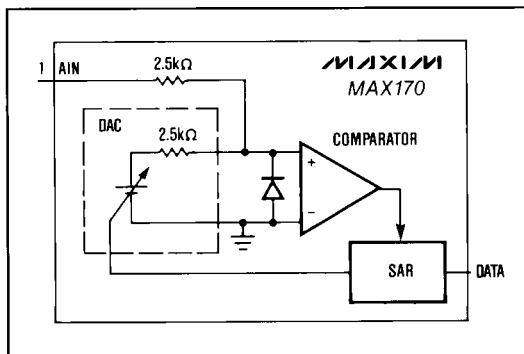 1 AIN
2.5kΩ
MAXIM
MAX170
DAC
2.5kΩ
COMPARATOR
+
−
SAR
DATA